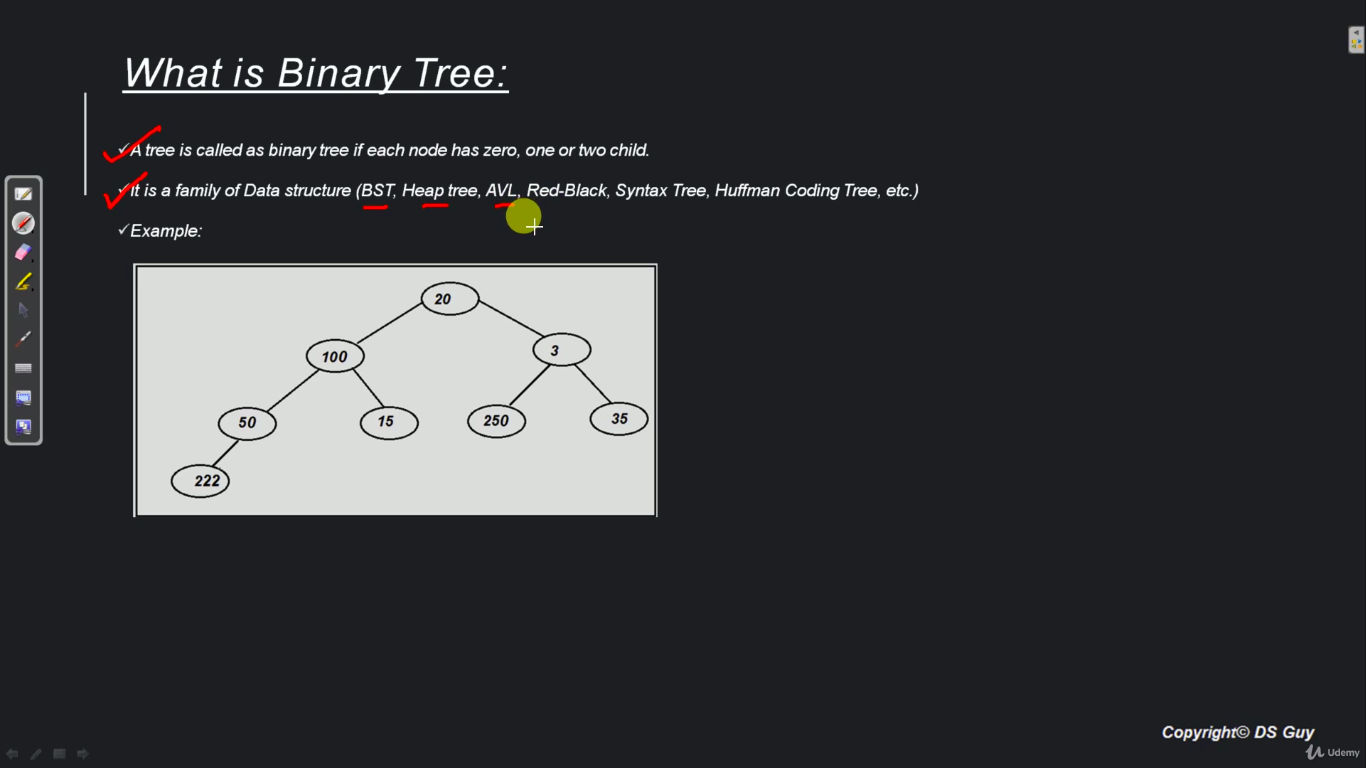 What is Binary Tree:
✓A tree is called as binary tree if each node has zero, one or two child.
✓It is a family of Data structure (BST, Heap tree, AVL, Red-Black, Syntax Tree, Huffman Coding Tree, etc.)
✓Example:
20
100 3
50 15 250 35
222
Copyright© DS Guy
Udemy